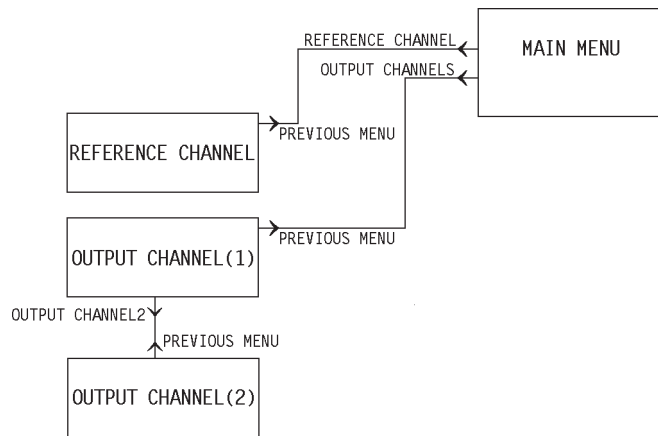 REFERENCE CHANNEL
MAIN MENU
OUTPUT CHANNELS
PREVIOUS MENU
REFERENCE CHANNEL
PREVIOUS MENU
OUTPUT CHANNEL(1)
OUTPUT CHANNEL2
PREVIOUS MENU
OUTPUT CHANNEL(2)